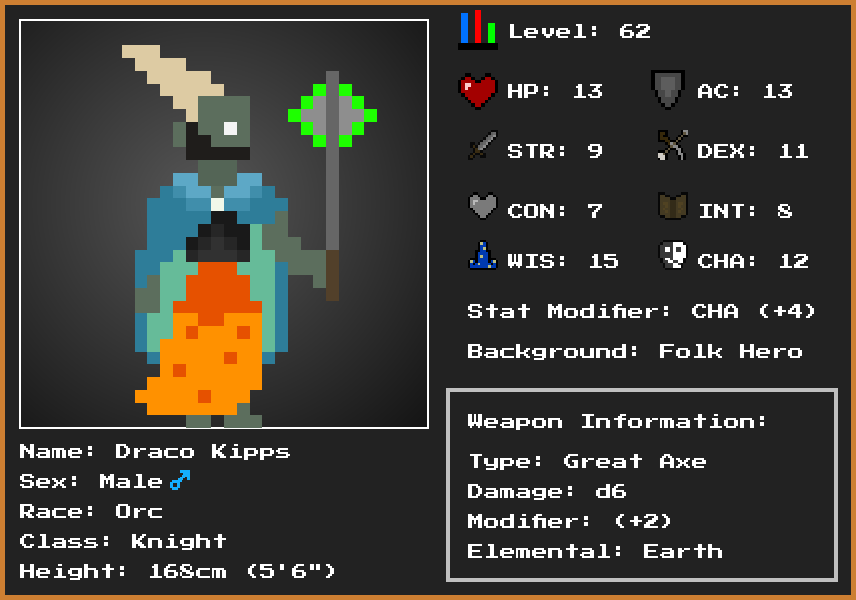 Level: 62
HP: 13 AC: 13
STR: 9 DEX: 11
CON: 7 INT: 8
WIS: 15 CHA: 12
Stat Modifier: CHA (+4)
Background: Folk Hero
Weapon Information:
Type: Great Axe
Damage: d6
Modifier: (+2)
Elemental: Earth
Name: Draco Kipps
Sex: Male ♂
Race: Orc
Class: Knight
Height: 168cm (5'6")